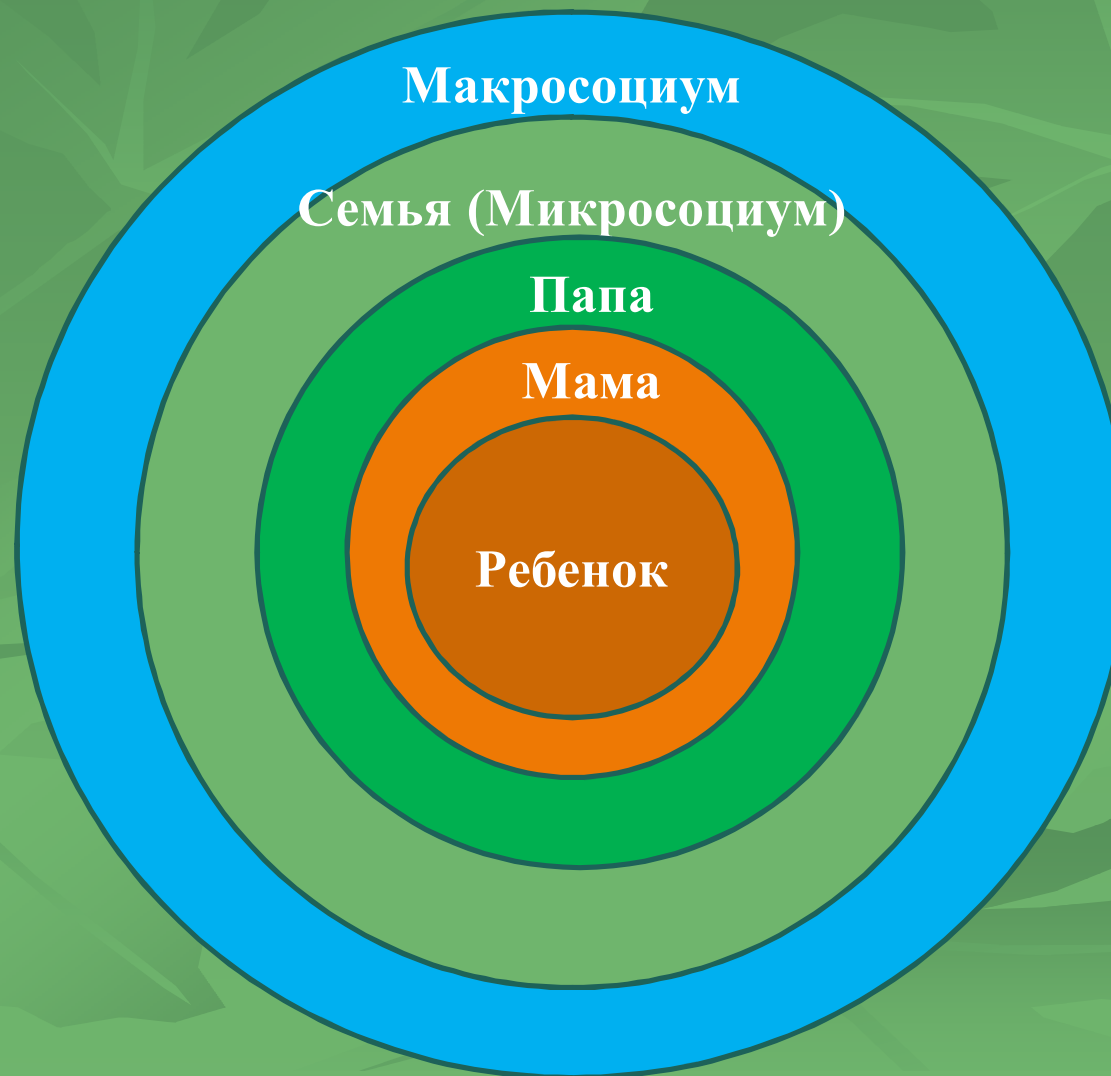 Макросоциум
Семья (Микросоциум)
Папа
Мама
Ребенок